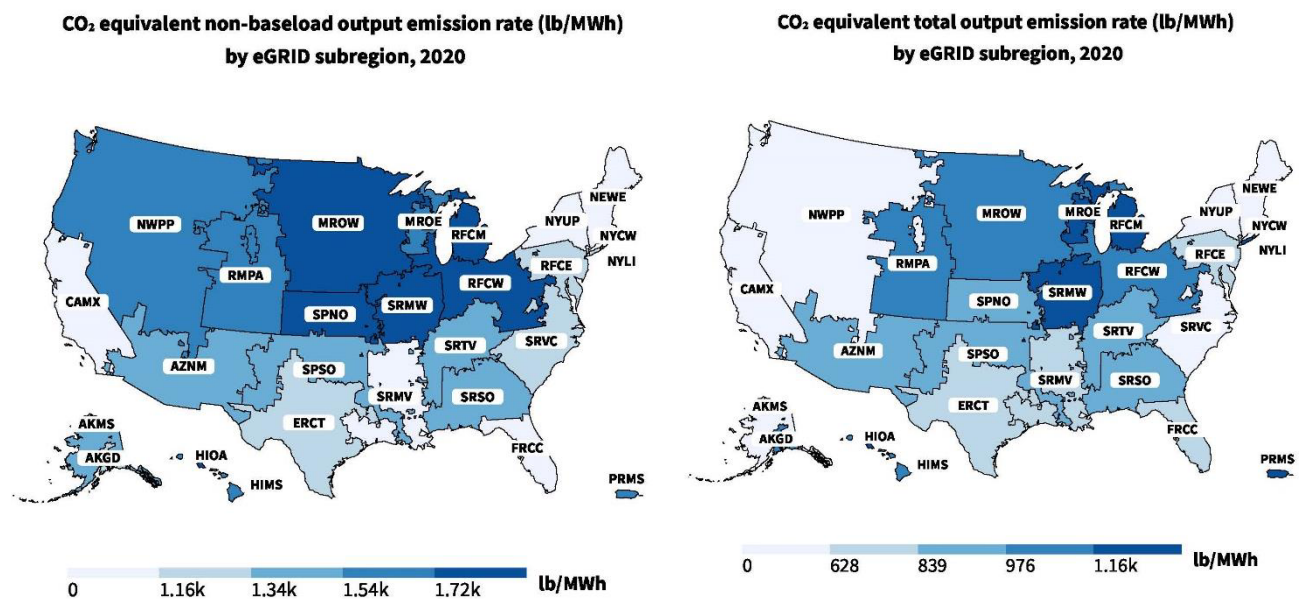 CO₂ equivalent non-baseload output emission rate (lb/MWh)
by eGRID subregion, 2020
NEWE
NYUP
NWPP
MROW
MROE
NYCW
RFCM
NYLI
RFCE
RMPA
RFCW
CAMX
SRMW
SPNO
SRVC
SRTV
AZNM
SPSO
SRSO
SRMV
ERCT
AKMS
FRCC
AKGD
HIOA
HIMS
PRMS
0 1.16k 1.34k 1.54k 1.72k lb/MWh
CO₂ equivalent total output emission rate (lb/MWh)
by eGRID subregion, 2020
NEWE
NYUP
NWPP
MROW
MROE
NYCW
RFCM
NYLI
RFCE
RMPA
RFCW
CAMX
SRMW
SPNO
SRVC
SRTV
AZNM
SPSO
SRSO
SRMV
ERCT
AKMS
FRCC
AKGD
HIOA
HIMS
PRMS
0 628 839 976 1.16k lb/MWh